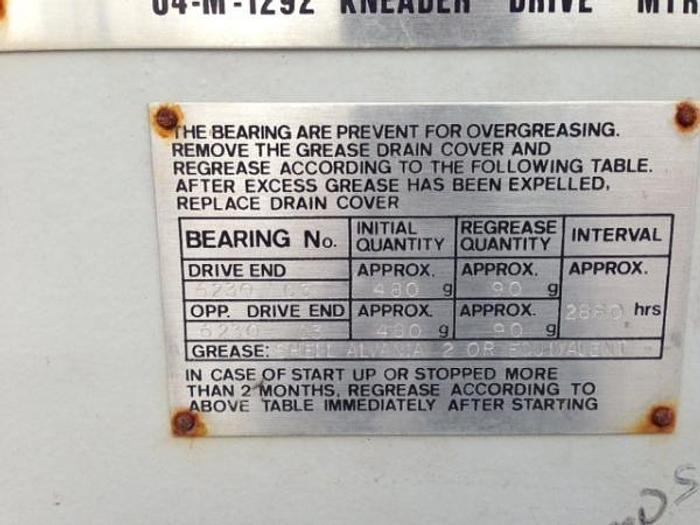 04-M-1292 KNEADER DRIVE MTR
THE BEARING ARE PREVENT FOR OVERGREASING.
REMOVE THE GREASE DRAIN COVER AND
REGREASE ACCORDING TO THE FOLLOWING TABLE.
AFTER EXCESS GREASE HAS BEEN EXPELLED,
REPLACE DRAIN COVER
BEARING No. INITIAL QUANTITY REGREASE QUANTITY INTERVAL
DRIVE END APPROX. APPROX. APPROX.
6230 C3 480 g 90 g
OPP. DRIVE END APPROX. APPROX. hrs
6230 C3 480 g 90 g
GREASE: SHELL ALVANIA 2 OR EQUIVALENT
IN CASE OF START UP OR STOPPED MORE
THAN 2 MONTHS, REGREASE ACCORDING TO
ABOVE TABLE IMMEDIATELY AFTER STARTING